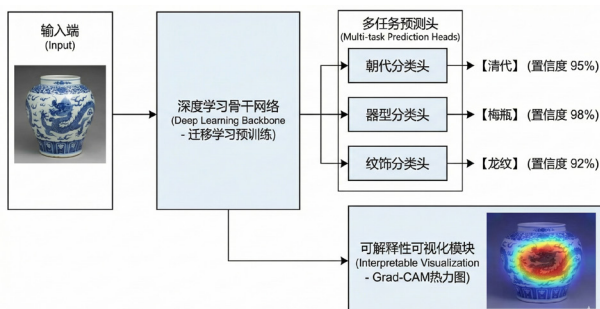 输入端
(Input)
深度学习骨干网络
(Deep Learning Backbone
- 迁移学习预训练)
多任务预测头
(Multi-task Prediction Heads)
朝代分类头
【清代】 (置信度 95%)
器型分类头
【梅瓶】 (置信度 98%)
纹饰分类头
【龙纹】 (置信度 92%)
可解释性可视化模块
(Interpretable Visualization
- Grad-CAM热力图)